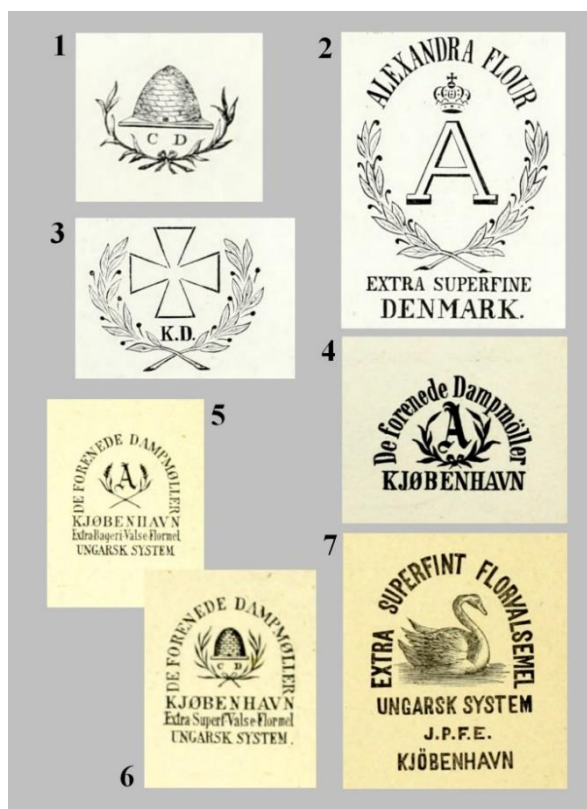 1
C D
2
ALEXANDRA FLOUR
A
EXTRA SUPERFINE
DENMARK.
3
K.D.
4
De forenede Dampmöller
A
KJØBENHAVN
5
DE FORENEDE DAMPMØLLER
A
KJØBENHAVN
Extra Bageri-Valse-Flormel
UNGARSK SYSTEM
6
DE FORENEDE DAMPMØLLER
C D
KJØBENHAVN
Extra Superf-Valse-Flormel
UNGARSK SYSTEM.
7
EXTRA SUPERFINT FLORVALSEMEL
UNGARSK SYSTEM
J.P.F.E.
KJÖBENHAVN